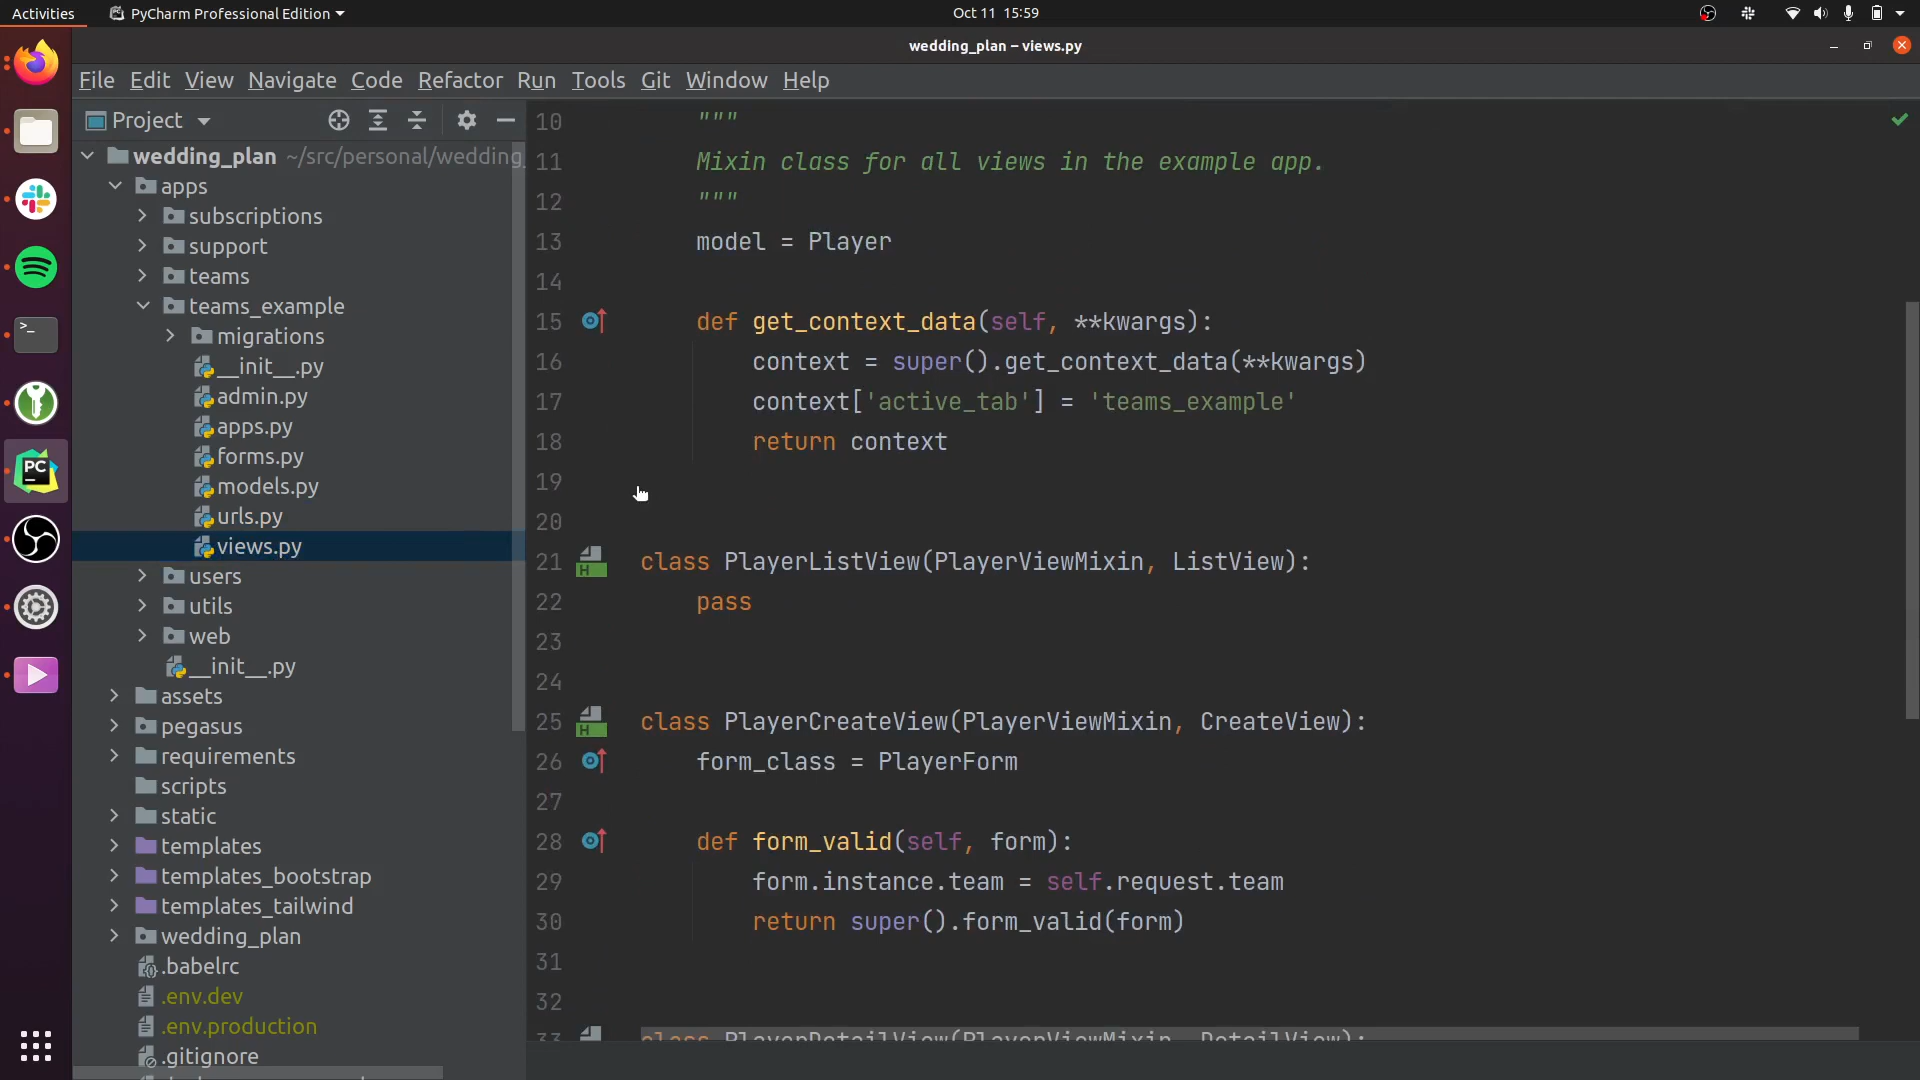 Activities
PyCharm Professional Edition
Oct 11 15:59
wedding_plan – views.py
File Edit View Navigate Code Refactor Run Tools Git Window Help
Project
wedding_plan ~/src/personal/wedding_
apps
subscriptions
support
teams
teams_example
migrations
__init__.py
admin.py
apps.py
forms.py
models.py
urls.py
views.py
users
utils
web
__init__.py
assets
pegasus
requirements
scripts
static
templates
templates_bootstrap
templates_tailwind
wedding_plan
.babelrc
.env.dev
.env.production
.gitignore
10 """
11 Mixin class for all views in the example app.
12 """
13 model = Player
14
15 def get_context_data(self, **kwargs):
16 context = super().get_context_data(**kwargs)
17 context['active_tab'] = 'teams_example'
18 return context
19
20
21 class PlayerListView(PlayerViewMixin, ListView):
22 pass
23
24
25 class PlayerCreateView(PlayerViewMixin, CreateView):
26 form_class = PlayerForm
27
28 def form_valid(self, form):
29 form.instance.team = self.request.team
30 return super().form_valid(form)
31
32
33 class PlayerDetailView(PlayerViewMixin, DetailView):